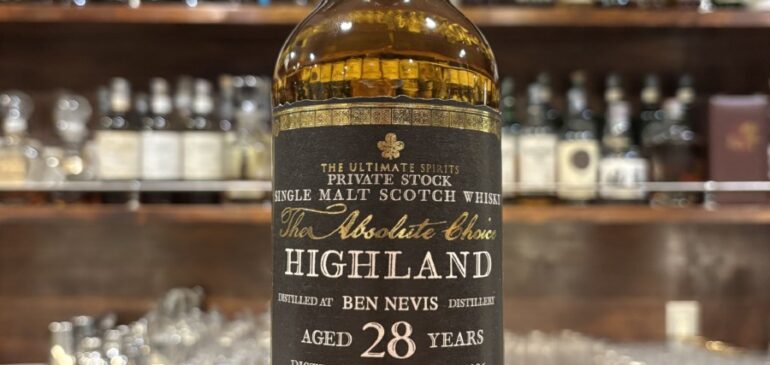 THE ULTIMATE SPIRITS
PRIVATE STOCK
SINGLE MALT SCOTCH WHISKY
The Absolute Choice
HIGHLAND
DISTILLED AT BEN NEVIS DISTILLERY
AGED 28 YEARS